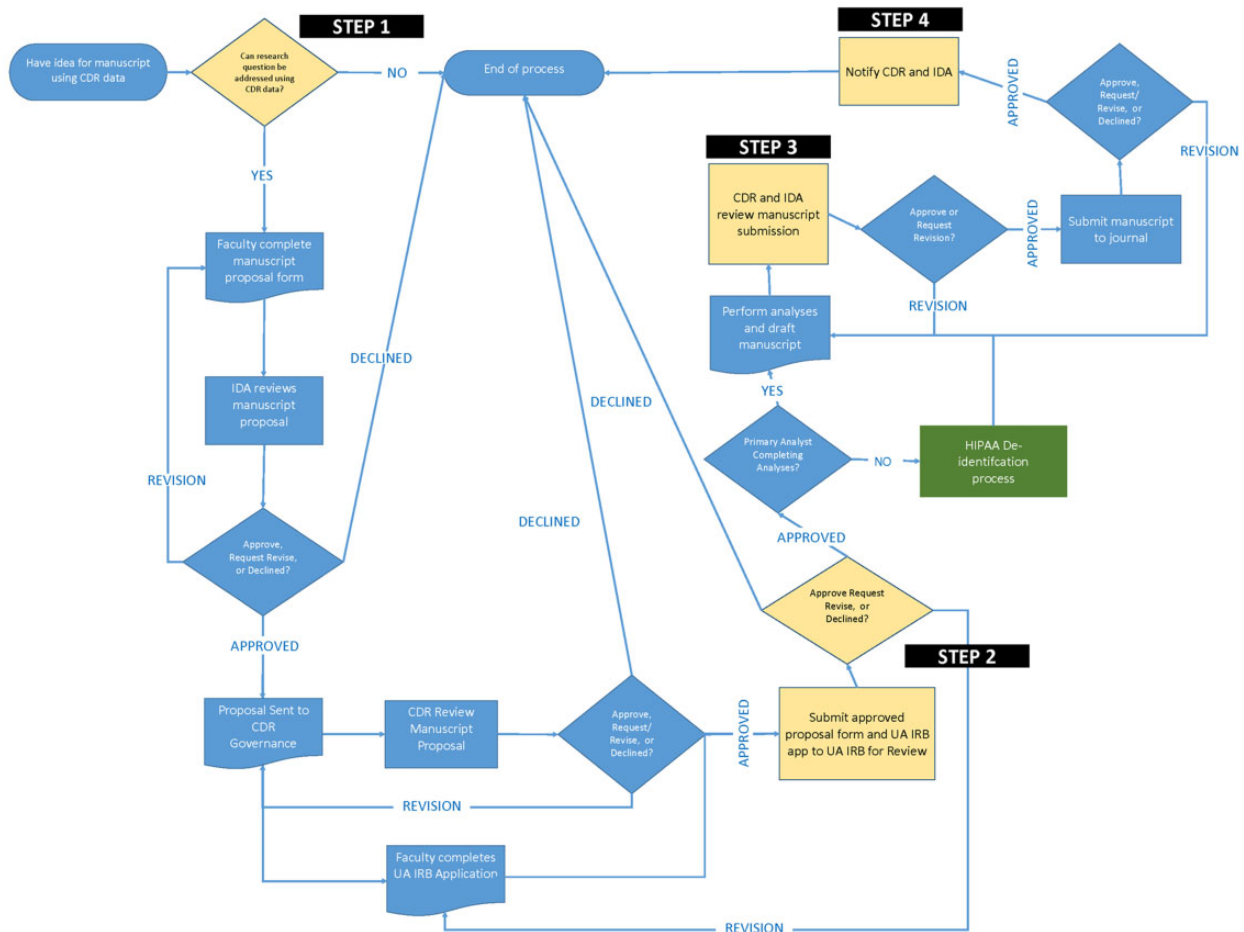 STEP 1
Have idea for manuscript
using CDR data
Can research
question be
addressed using
CDR data?
NO
End of process
YES
Faculty complete
manuscript
proposal form
IDA reviews
manuscript
proposal
REVISION
Approve,
Request Revise,
or Declined?
DECLINED
APPROVED
Proposal Sent to
CDR
Governance
CDR Review
Manuscript
Proposal
Approve,
Request/
Revise, or
Declined?
DECLINED
REVISION
APPROVED
Faculty completes
UA IRB Application
STEP 2
Submit approved
proposal form and UA IRB
app to UA IRB for Review
Approve Request
Revise, or
Declined?
DECLINED
REVISION
APPROVED
Primary Analyst
Completing
Analyses?
NO
HIPAA De-
identifcation
process
YES
Perform analyses
and draft
manuscript
STEP 3
CDR and IDA
review manuscript
submission
Approve or
Request
Revision?
REVISION
APPROVED
Submit manuscript
to journal
Approve,
Request/
Revise, or
Declined?
REVISION
APPROVED
STEP 4
Notify CDR and IDA